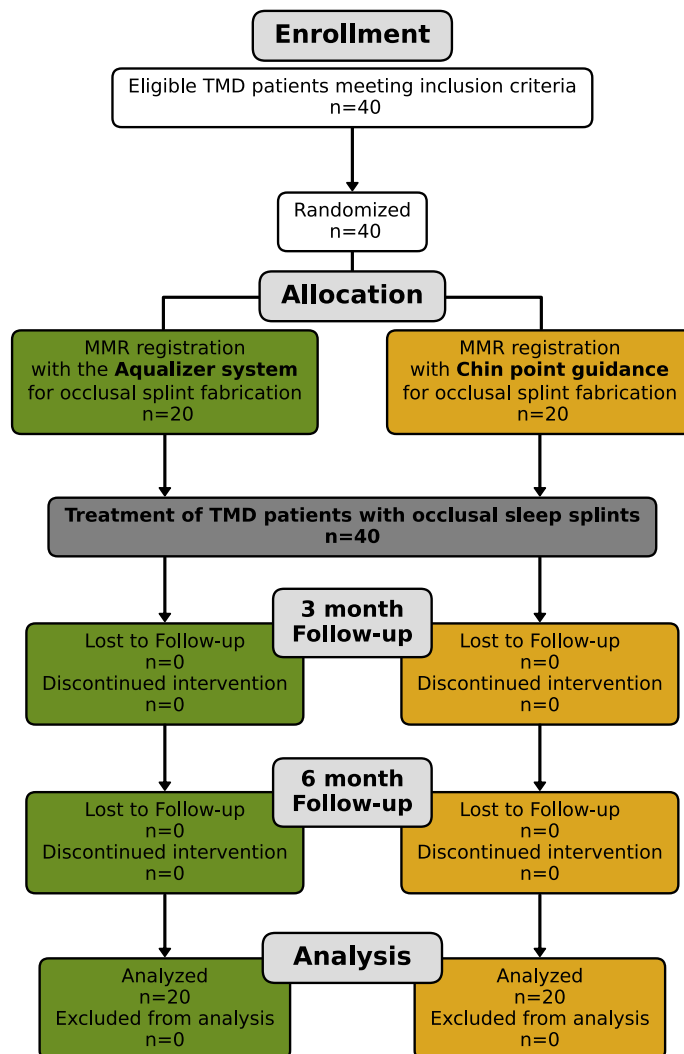 Enrollment
Eligible TMD patients meeting inclusion criteria
n=40
Randomized
n=40
Allocation
MMR registration
with the Aqualizer system
for occlusal splint fabrication
n=20
MMR registration
with Chin point guidance
for occlusal splint fabrication
n=20
Treatment of TMD patients with occlusal sleep splints
n=40
3 month
Follow-up
Lost to Follow-up
n=0
Discontinued intervention
n=0
Lost to Follow-up
n=0
Discontinued intervention
n=0
6 month
Follow-up
Lost to Follow-up
n=0
Discontinued intervention
n=0
Lost to Follow-up
n=0
Discontinued intervention
n=0
Analysis
Analyzed
n=20
Excluded from analysis
n=0
Analyzed
n=20
Excluded from analysis
n=0